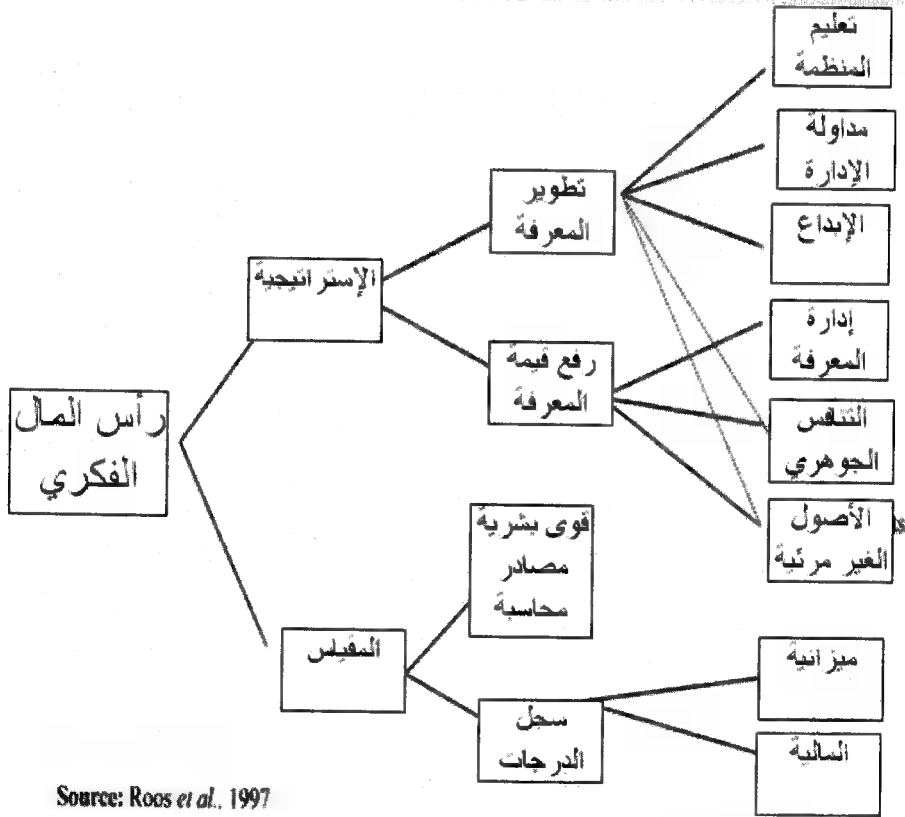 رأس المال
الفكري
الإستراتيجية
المقياس
تطوير
المعرفة
رفع قيمة
المعرفة
قوى بشرية
مصادر
محاسبة
سجل
الدرجات
تعليم
المنظمة
مداولة
الإدارة
الإبداع
إدارة
المعرفة
التنافس
الجوهري
الأصول
الغير مرئية
s
ميزانية
المالية
Source: Roos et al., 1997